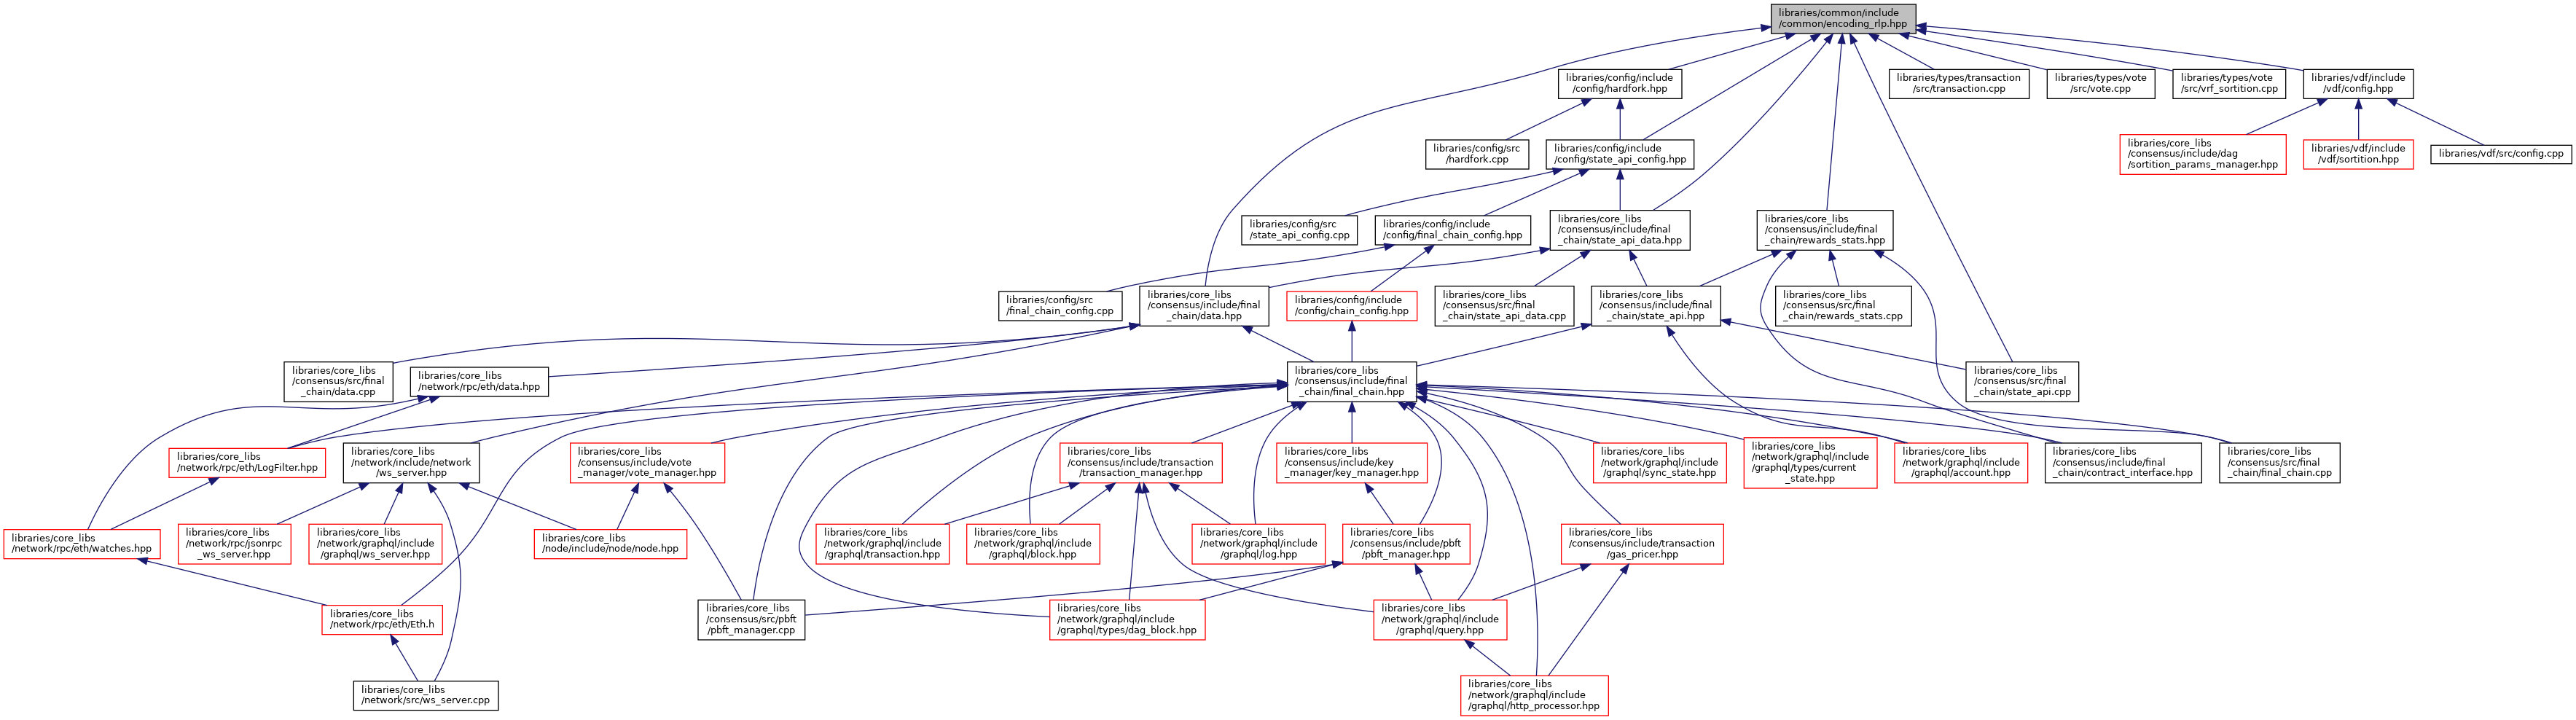 libraries/common/include
/common/encoding_rlp.hpp
libraries/config/include
/config/hardfork.hpp
libraries/types/transaction
/src/transaction.cpp
libraries/types/vote
/src/vote.cpp
libraries/types/vote
/src/vrf_sortition.cpp
libraries/vdf/include
/vdf/config.hpp
libraries/config/src
/hardfork.cpp
libraries/config/include
/config/state_api_config.hpp
libraries/core_libs
/consensus/include/dag
/sortition_params_manager.hpp
libraries/vdf/include
/vdf/sortition.hpp
libraries/vdf/src/config.cpp
libraries/config/src
/state_api_config.cpp
libraries/config/include
/config/final_chain_config.hpp
libraries/core_libs
/consensus/include/final
_chain/state_api_data.hpp
libraries/core_libs
/consensus/include/final
_chain/rewards_stats.hpp
libraries/config/src
/final_chain_config.cpp
libraries/core_libs
/consensus/include/final
_chain/data.hpp
libraries/config/include
/config/chain_config.hpp
libraries/core_libs
/consensus/src/final
_chain/state_api_data.cpp
libraries/core_libs
/consensus/include/final
_chain/state_api.hpp
libraries/core_libs
/consensus/src/final
_chain/rewards_stats.cpp
libraries/core_libs
/consensus/src/final
_chain/data.cpp
libraries/core_libs
/network/rpc/eth/data.hpp
libraries/core_libs
/consensus/include/final
_chain/final_chain.hpp
libraries/core_libs
/consensus/src/final
_chain/state_api.cpp
libraries/core_libs
/network/rpc/eth/LogFilter.hpp
libraries/core_libs
/network/include/network
/ws_server.hpp
libraries/core_libs
/consensus/include/vote
_manager/vote_manager.hpp
libraries/core_libs
/consensus/include/transaction
/transaction_manager.hpp
libraries/core_libs
/consensus/include/key
_manager/key_manager.hpp
libraries/core_libs
/network/graphql/include
/graphql/sync_state.hpp
libraries/core_libs
/network/graphql/include
/graphql/types/current
_state.hpp
libraries/core_libs
/network/graphql/include
/graphql/account.hpp
libraries/core_libs
/consensus/include/final
_chain/contract_interface.hpp
libraries/core_libs
/consensus/src/final
_chain/final_chain.cpp
libraries/core_libs
/network/rpc/eth/watches.hpp
libraries/core_libs
/network/rpc/jsonrpc
_ws_server.hpp
libraries/core_libs
/network/graphql/include
/graphql/ws_server.hpp
libraries/core_libs
/node/include/node/node.hpp
libraries/core_libs
/network/graphql/include
/graphql/transaction.hpp
libraries/core_libs
/network/graphql/include
/graphql/block.hpp
libraries/core_libs
/network/graphql/include
/graphql/log.hpp
libraries/core_libs
/consensus/include/pbft
/pbft_manager.hpp
libraries/core_libs
/consensus/include/transaction
/gas_pricer.hpp
libraries/core_libs
/network/rpc/eth/Eth.h
libraries/core_libs
/consensus/src/pbft
/pbft_manager.cpp
libraries/core_libs
/network/graphql/include
/graphql/types/dag_block.hpp
libraries/core_libs
/network/graphql/include
/graphql/query.hpp
libraries/core_libs
/network/src/ws_server.cpp
libraries/core_libs
/network/graphql/include
/graphql/http_processor.hpp